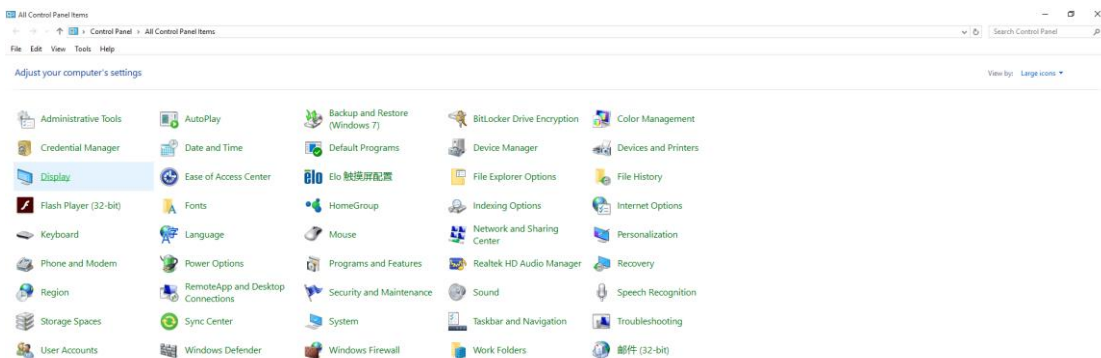 All Control Panel Items
Control Panel › All Control Panel Items
Search Control Panel
File Edit View Tools Help
Adjust your computer's settings
View by: Large icons
Administrative Tools
AutoPlay
Backup and Restore
(Windows 7)
BitLocker Drive Encryption
Color Management
Credential Manager
Date and Time
Default Programs
Device Manager
Devices and Printers
Display
Ease of Access Center
elo
Elo 触摸屏配置
File Explorer Options
File History
Flash Player (32-bit)
Fonts
HomeGroup
Indexing Options
Internet Options
Keyboard
Language
Mouse
Network and Sharing
Center
Personalization
Phone and Modem
Power Options
Programs and Features
Realtek HD Audio Manager
Recovery
Region
RemoteApp and Desktop
Connections
Security and Maintenance
Sound
Speech Recognition
Storage Spaces
Sync Center
System
Taskbar and Navigation
Troubleshooting
User Accounts
Windows Defender
Windows Firewall
Work Folders
邮件 (32-bit)